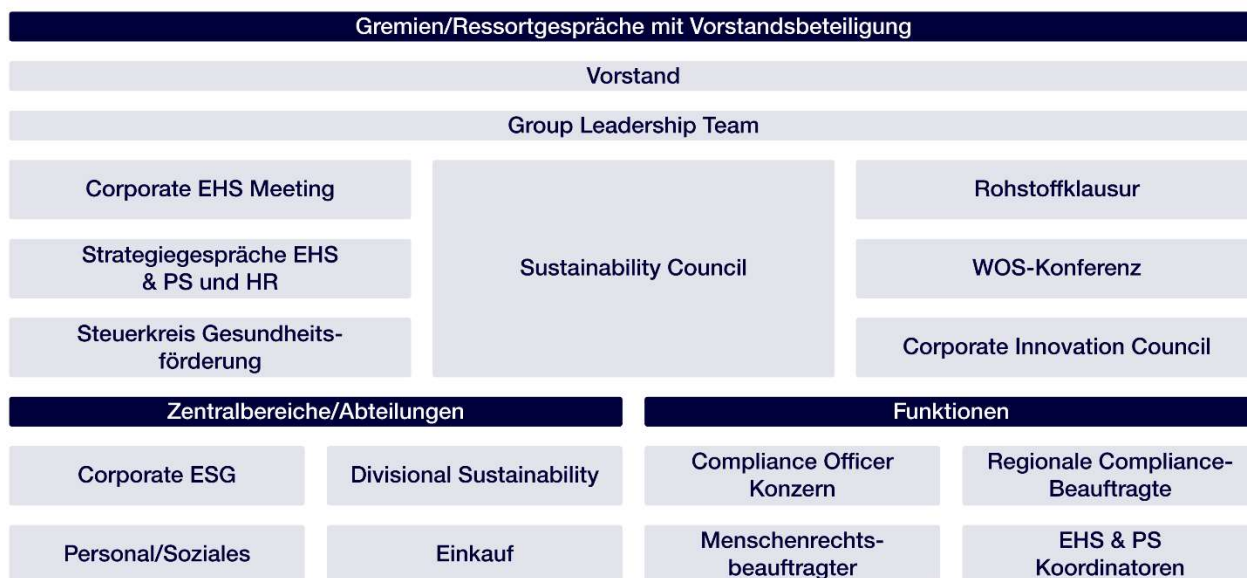 Gremien/Ressortgespräche mit Vorstandsbeteiligung
Vorstand
Group Leadership Team
Corporate EHS Meeting
Strategiegespräche EHS
& PS und HR
Steuerkreis Gesundheits-
förderung
Sustainability Council
Rohstoffklausur
WOS-Konferenz
Corporate Innovation Council
Zentralbereiche/Abteilungen
Corporate ESG
Divisional Sustainability
Personal/Soziales
Einkauf
Funktionen
Compliance Officer
Konzern
Regionale Compliance-
Beauftragte
Menschenrechts-
beauftragter
EHS & PS
Koordinatoren